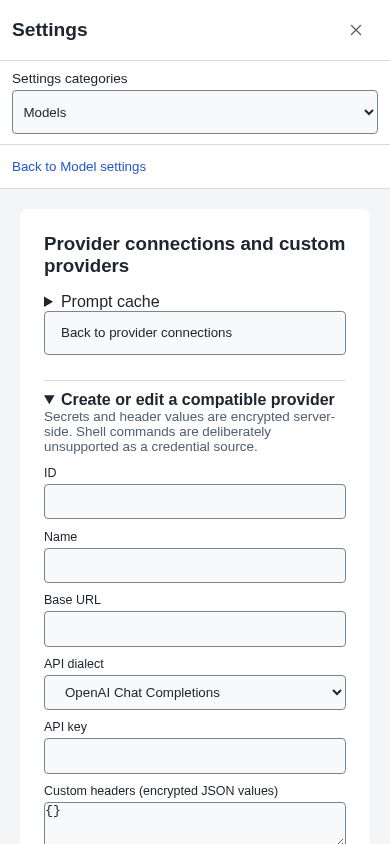 Settings
Settings categories
Models
Back to Model settings
Provider connections and custom
providers
Prompt cache
Back to provider connections
Create or edit a compatible provider
Secrets and header values are encrypted server-
side. Shell commands are deliberately
unsupported as a credential source.
ID
Name
Base URL
API dialect
OpenAI Chat Completions
API key
Custom headers (encrypted JSON values)
{}